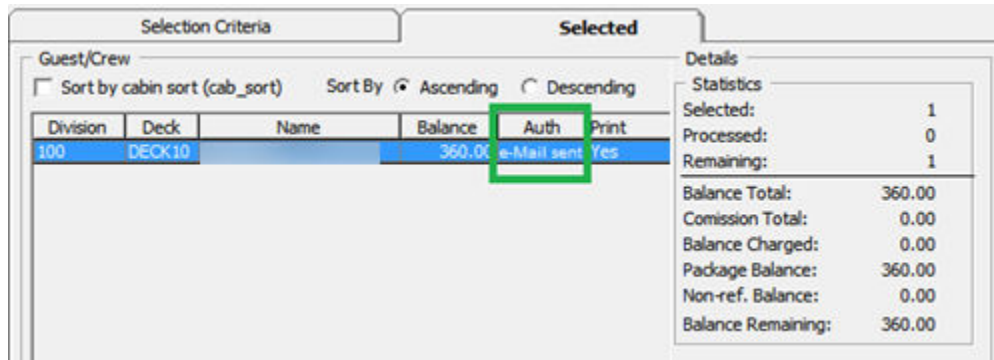 Selection Criteria
Selected
Guest/Crew
Sort by cabin sort (cab_sort) Sort By Ascending Descending
Division Deck Name Balance Auth Print
100 DECK10 360.00 e-Mail sent Yes
Details
Statistics
Selected: 1
Processed: 0
Remaining: 1
Balance Total: 360.00
Comission Total: 0.00
Balance Charged: 0.00
Package Balance: 360.00
Non-ref. Balance: 0.00
Balance Remaining: 360.00